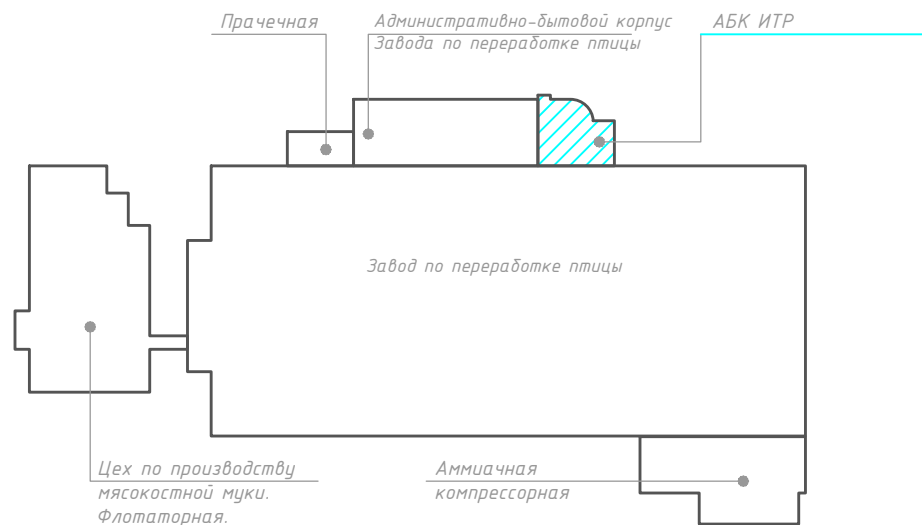 Прачечная
Административно-бытовой корпус
Завода по переработке птицы
АБК ИТР
Завод по переработке птицы
Цех по производству
мясокостной муки.
Флотаторная.
Аммиачная
компрессорная